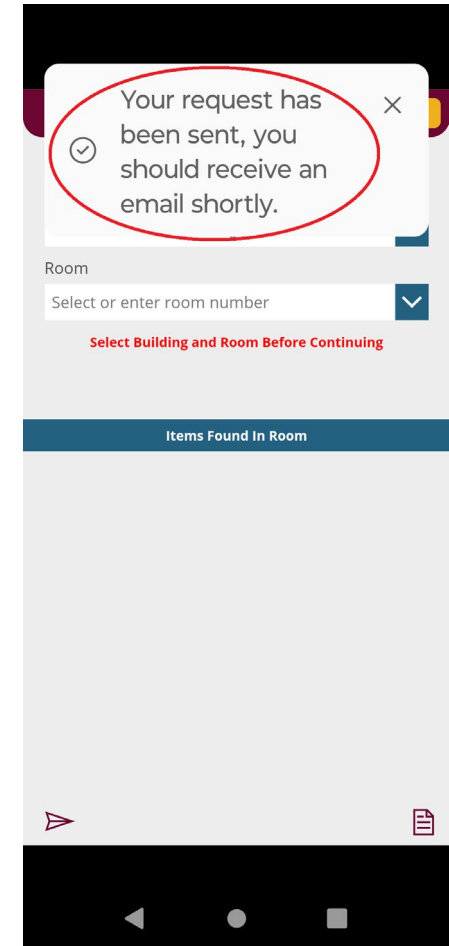 Your request has
been sent, you
should receive an
email shortly.
Room
Select or enter room number
Select Building and Room Before Continuing
Items Found In Room